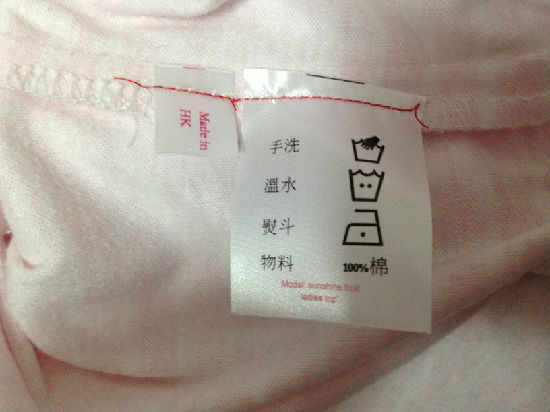 Made in
HK
手洗
溫水
熨斗
物料 100%棉
Model: sunshine fruit
ladies top"